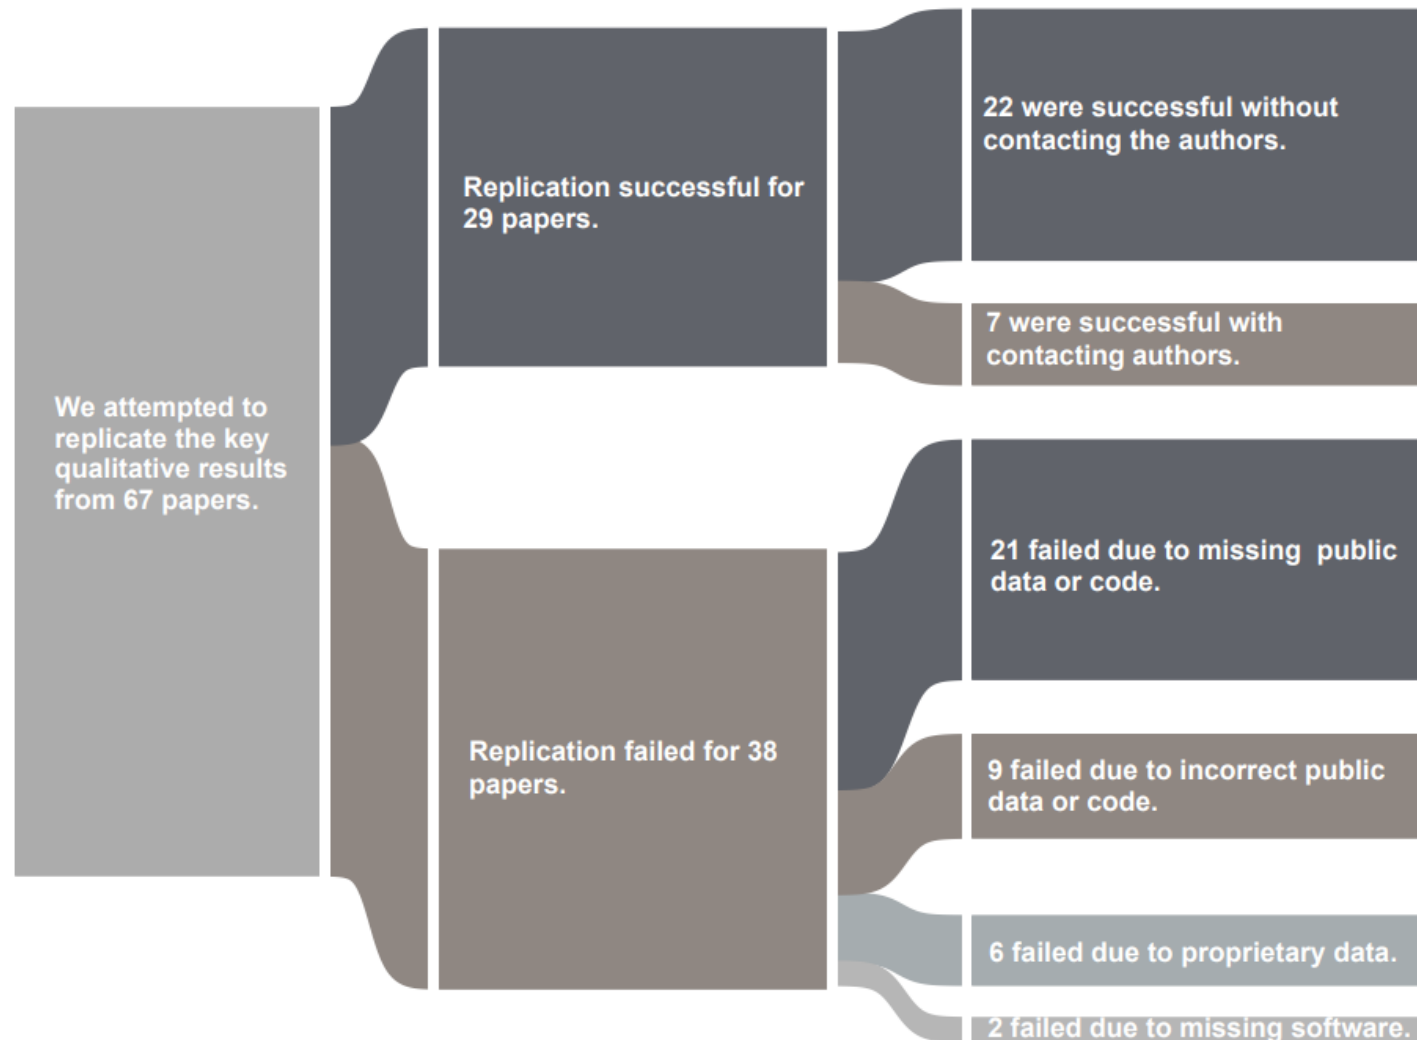 We attempted to
replicate the key
qualitative results
from 67 papers.
Replication successful for
29 papers.
Replication failed for 38
papers.
22 were successful without
contacting the authors.
7 were successful with
contacting authors.
21 failed due to missing  public
data or code.
9 failed due to incorrect public
data or code.
6 failed due to proprietary data.
2 failed due to missing software.